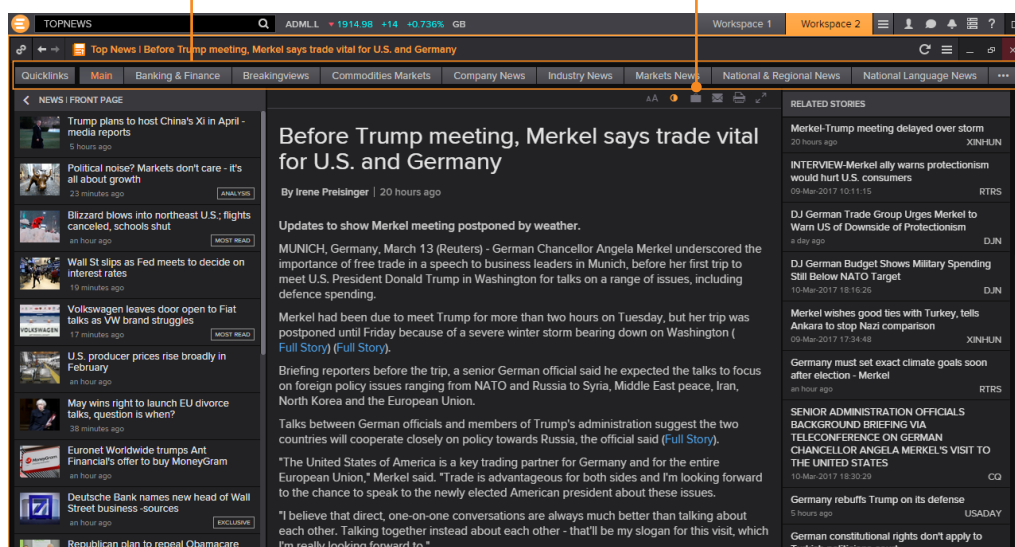 TOPNEWS
ADML.L ▼ 1914.98 +14 +0.736% GB
Workspace 1
Workspace 2
?
Top News | Before Trump meeting, Merkel says trade vital for U.S. and Germany
Quicklinks
Main
Banking & Finance
Breakingviews
Commodities Markets
Company News
Industry News
Markets News
National & Regional News
National Language News
NEWS | FRONT PAGE
Trump plans to host China's Xi in April -
media reports
5 hours ago
Political noise? Markets don't care - it's
all about growth
23 minutes ago
ANALYSIS
Blizzard blows into northeast U.S.; flights
canceled, schools shut
an hour ago
MOST READ
Wall St slips as Fed meets to decide on
interest rates
19 minutes ago
VOLKSWAGEN
Volkswagen leaves door open to Fiat
talks as VW brand struggles
17 minutes ago
MOST READ
U.S. producer prices rise broadly in
February
an hour ago
May wins right to launch EU divorce
talks, question is when?
38 minutes ago
MoneyGram
Euronet Worldwide trumps Ant
Financial's offer to buy MoneyGram
an hour ago
Deutsche Bank names new head of Wall
Street business -sources
an hour ago
EXCLUSIVE
Republican plan to repeal Obamacare
AA
Before Trump meeting, Merkel says trade vital
for U.S. and Germany
By Irene Preisinger | 20 hours ago
Updates to show Merkel meeting postponed by weather.
MUNICH, Germany, March 13 (Reuters) - German Chancellor Angela Merkel underscored the
importance of free trade in a speech to business leaders in Munich, before her first trip to
meet U.S. President Donald Trump in Washington for talks on a range of issues, including
defence spending.
Merkel had been due to meet Trump for more than two hours on Tuesday, but her trip was
postponed until Friday because of a severe winter storm bearing down on Washington (
Full Story) (Full Story).
Briefing reporters before the trip, a senior German official said he expected the talks to focus
on foreign policy issues ranging from NATO and Russia to Syria, Middle East peace, Iran,
North Korea and the European Union.
Talks between German officials and members of Trump's administration suggest the two
countries will cooperate closely on policy towards Russia, the official said (Full Story).
"The United States of America is a key trading partner for Germany and for the entire
European Union," Merkel said. "Trade is advantageous for both sides and I'm looking forward
to the chance to speak to the newly elected American president about these issues.
"I believe that direct, one-on-one conversations are always much better than talking about
each other. Talking together instead about each other - that'll be my slogan for this visit, which
I'm really looking forward to."
RELATED STORIES
Merkel-Trump meeting delayed over storm
20 hours ago
XINHUN
INTERVIEW-Merkel ally warns protectionism
would hurt U.S. consumers
09-Mar-2017 10:11:15
RTRS
DJ German Trade Group Urges Merkel to
Warn US of Downside of Protectionism
a day ago
DJN
DJ German Budget Shows Military Spending
Still Below NATO Target
10-Mar-2017 18:16:26
DJN
Merkel wishes good ties with Turkey, tells
Ankara to stop Nazi comparison
09-Mar-2017 17:34:48
XINHUN
Germany must set exact climate goals soon
after election - Merkel
an hour ago
RTRS
SENIOR ADMINISTRATION OFFICIALS
BACKGROUND BRIEFING VIA
TELECONFERENCE ON GERMAN
CHANCELLOR ANGELA MERKEL'S VISIT TO
THE UNITED STATES
10-Mar-2017 18:30:29
CQ
Germany rebuffs Trump on its defense
5 hours ago
USADAY
German constitutional rights don't apply to